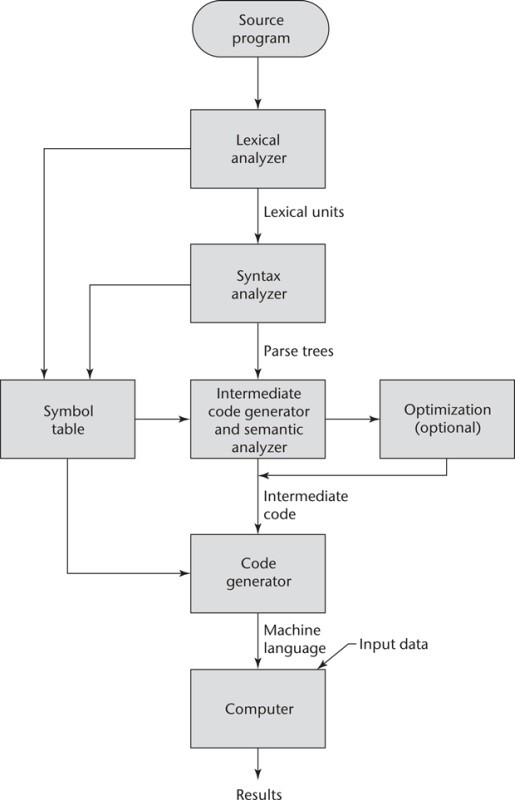 Source
program
Lexical
analyzer
Lexical units
Syntax
analyzer
Parse trees
Symbol
table
Intermediate
code generator
and semantic
analyzer
Optimization
(optional)
Intermediate
code
Code
generator
Machine
language
Input data
Computer
Results